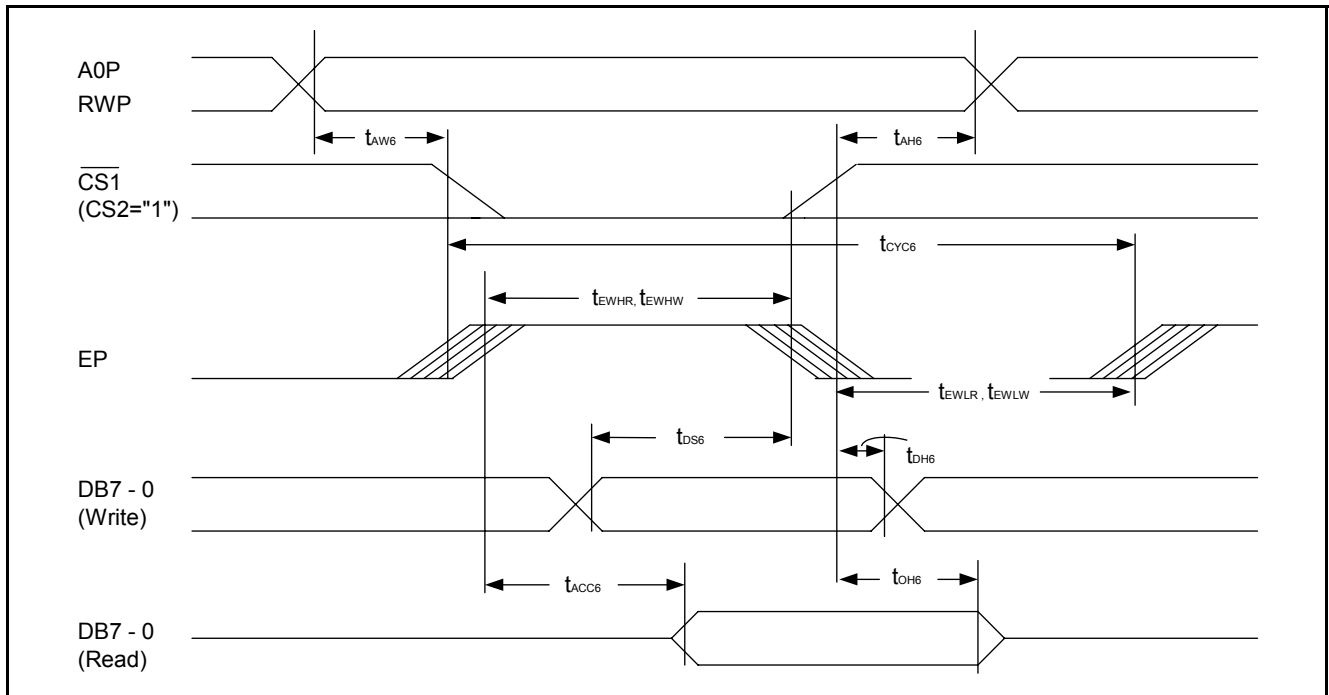 A0P
RWP
tAW6
tAH6
CS1
(CS2="1")
tCYC6
tEWHR, tEWHW
EP
tEWLR , tEWLW
tDS6
tDH6
DB7 - 0
(Write)
tACC6
tOH6
DB7 - 0
(Read)